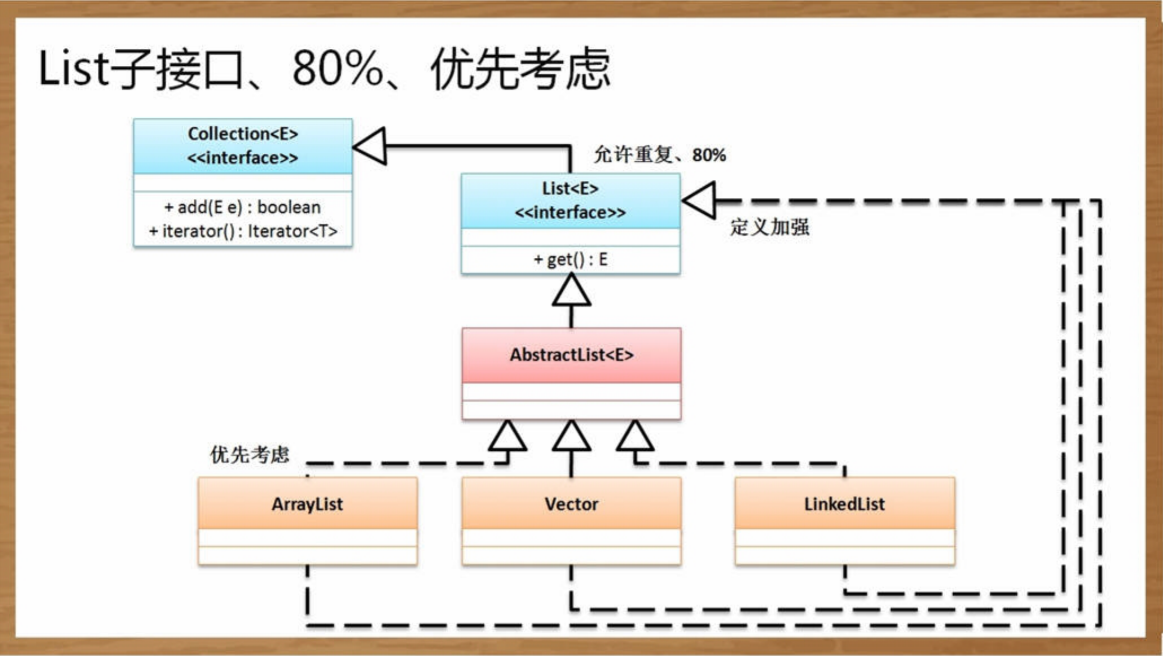 List子接口、80%、优先考虑
Collection<E>
<<interface>>
+ add(E e) : boolean
+ iterator() : Iterator<T>
允许重复、80%
List<E>
<<interface>>
+ get() : E
定义加强
AbstractList<E>
优先考虑
ArrayList
Vector
LinkedList